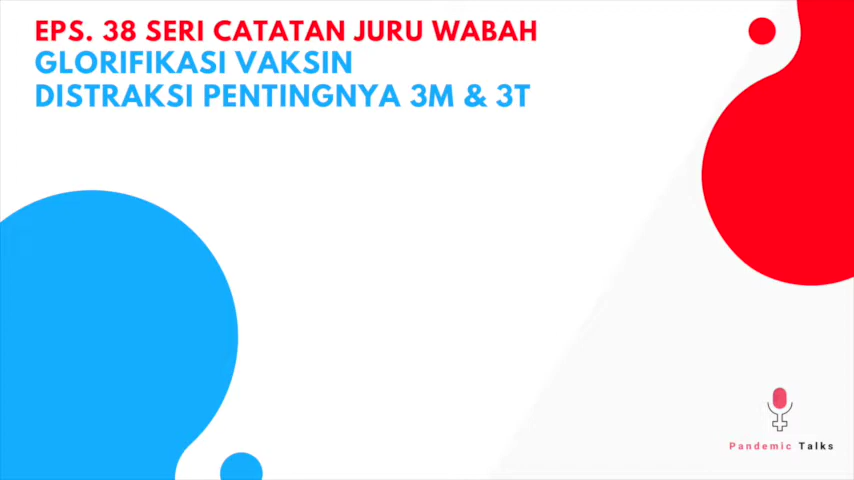 EPS. 38 SERI CATATAN JURU WABAH
GLORIFIKASI VAKSIN
DISTRAKSI PENTINGNYA 3M & 3T
Pandemic Talks